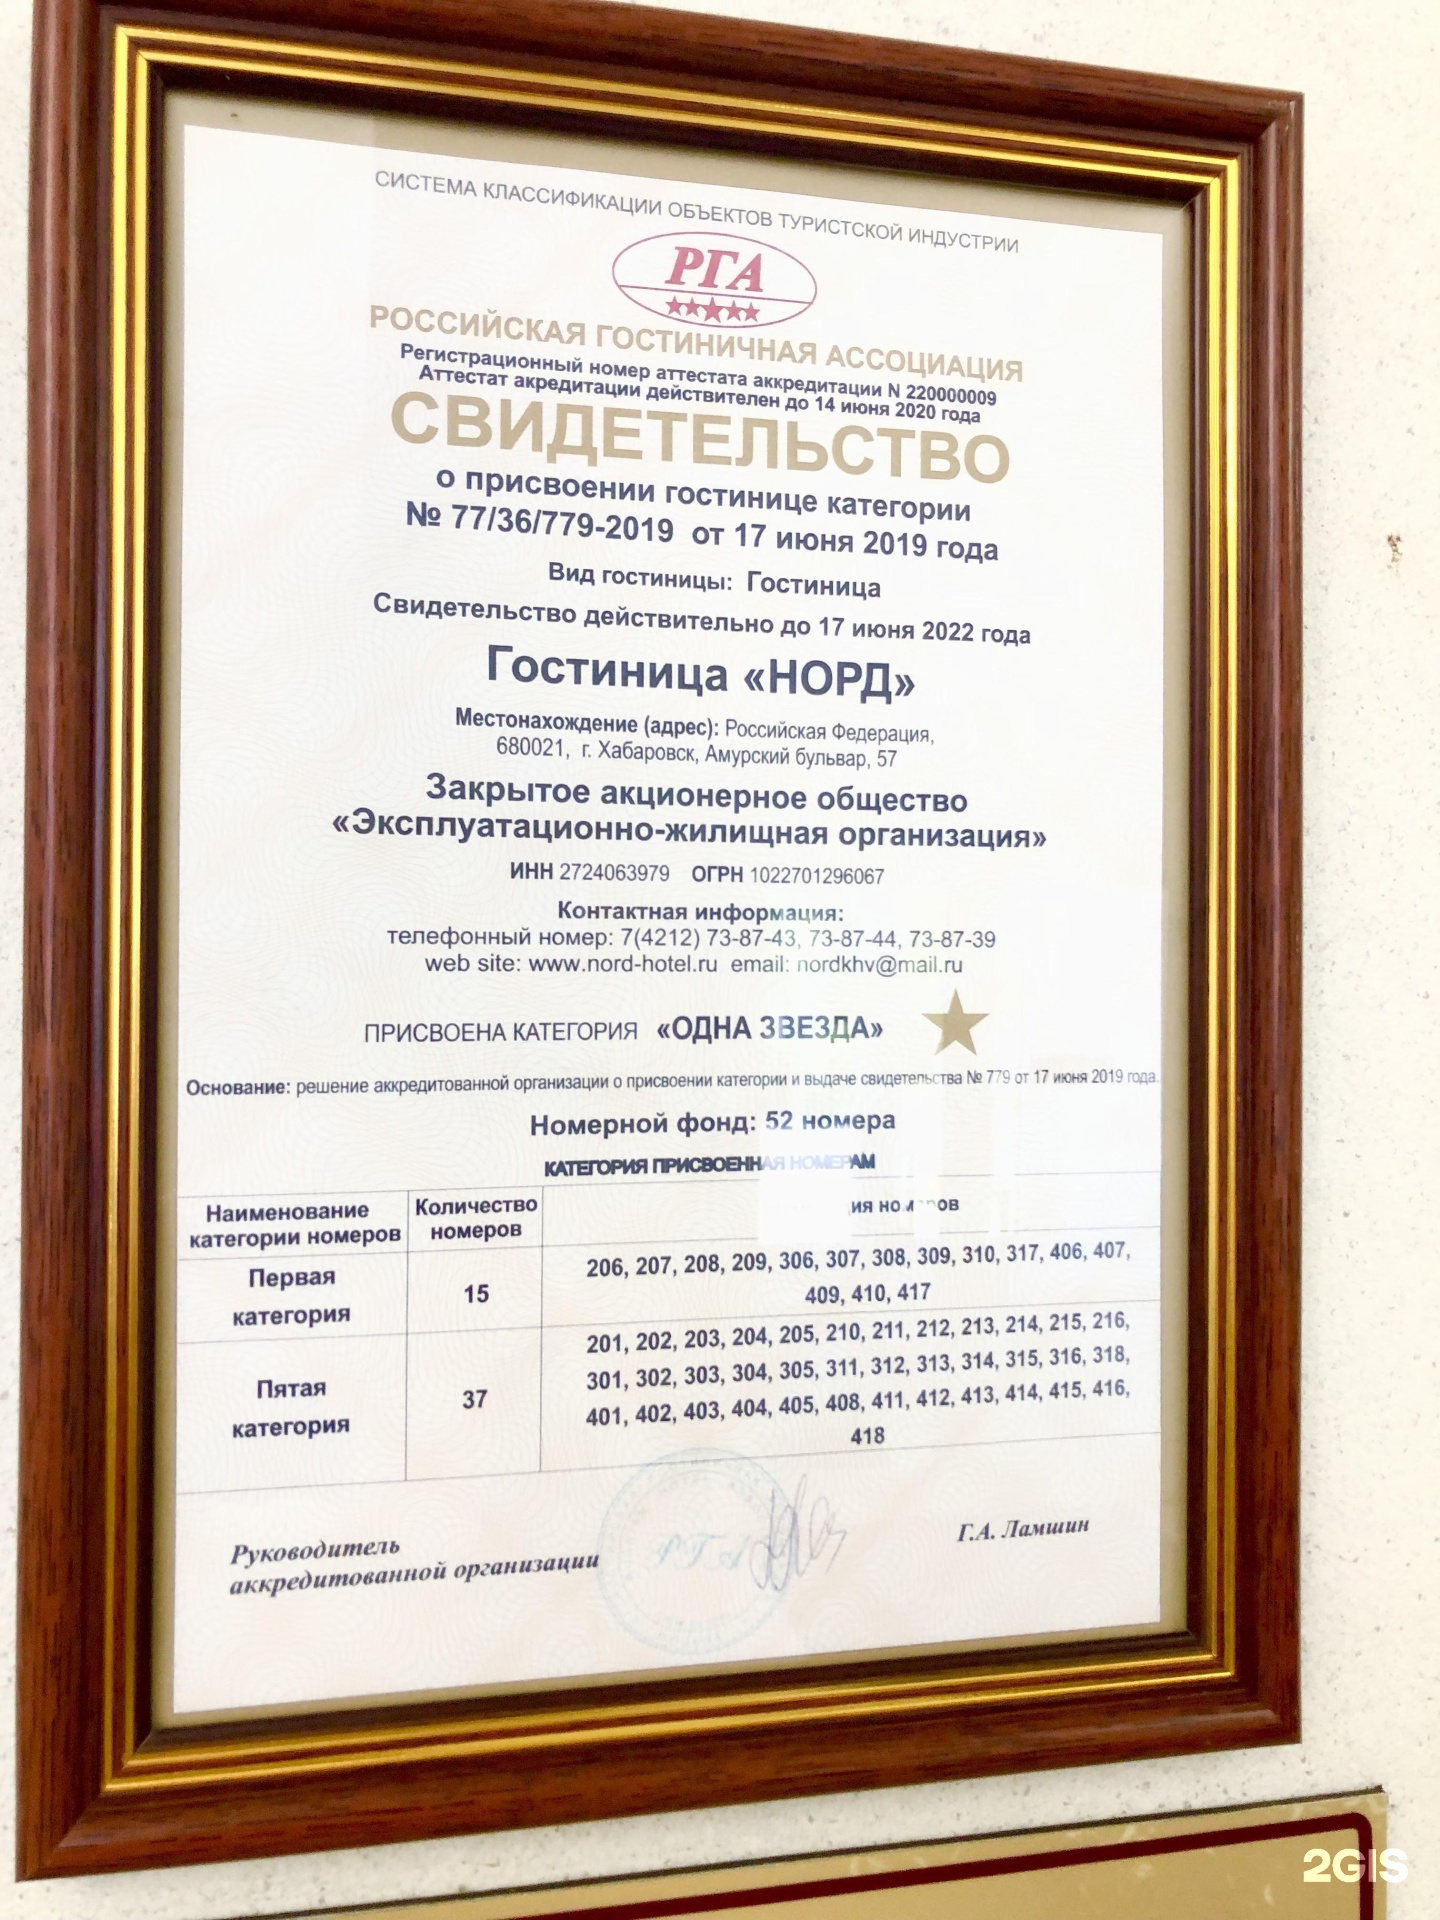 СИСТЕМА КЛАССИФИКАЦИИ ОБЪЕКТОВ ТУРИСТСКОЙ ИНДУСТРИИ
РГА
РОССИЙСКАЯ ГОСТИНИЧНАЯ АССОЦИАЦИЯ
Регистрационный номер аттестата аккредитации N 220000009
Аттестат акредитации действителен до 14 июня 2020 года
СВИДЕТЕЛЬСТВО
о присвоении гостинице категории
№ 77/36/779-2019 от 17 июня 2019 года
Вид гостиницы: Гостиница
Свидетельство действительно до 17 июня 2022 года
Гостиница «НОРД»
Местонахождение (адрес): Российская Федерация,
680021, г. Хабаровск, Амурский бульвар, 57
Закрытое акционерное общество
«Эксплуатационно-жилищная организация»
ИНН 2724063979 ОГРН 1022701296067
Контактная информация:
телефонный номер: 7(4212) 73-87-43, 73-87-44, 73-87-39
web site: www.nord-hotel.ru email: nordkhv@mail.ru
ПРИСВОЕНА КАТЕГОРИЯ «ОДНА ЗВЕЗДА»
Основание: решение аккредитованной организации о присвоении категории и выдаче свидетельства № 779 от 17 июня 2019 года.
Номерной фонд: 52 номера
КАТЕГОРИЯ ПРИСВОЕННАЯ НОМЕРАМ
Наименование категории номеров
Количество номеров
номеров
Первая категория
15
206, 207, 208, 209, 306, 307, 308, 309, 310, 317, 406, 407,
409, 410, 417
Пятая категория
37
201, 202, 203, 204, 205, 210, 211, 212, 213, 214, 215, 216,
301, 302, 303, 304, 305, 311, 312, 313, 314, 315, 316, 318,
401, 402, 403, 404, 405, 408, 411, 412, 413, 414, 415, 416,
418
Руководитель
аккредитованной организации
РГА
Г.А. Ламшин
2GIS